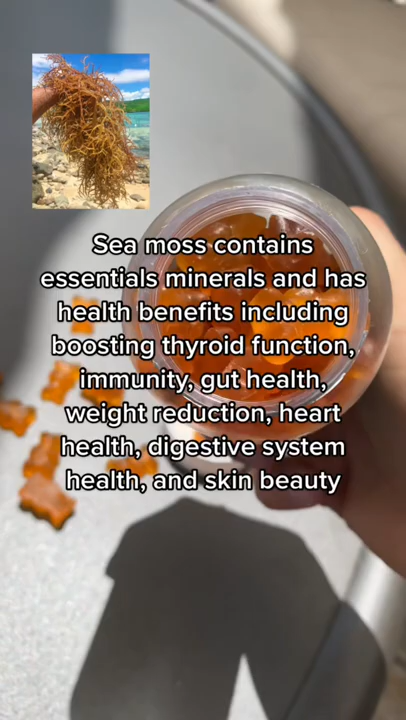 Sea moss contains
essentials minerals and has
health benefits including
boosting thyroid function,
immunity, gut health,
weight reduction, heart
health, digestive system
health, and skin beauty